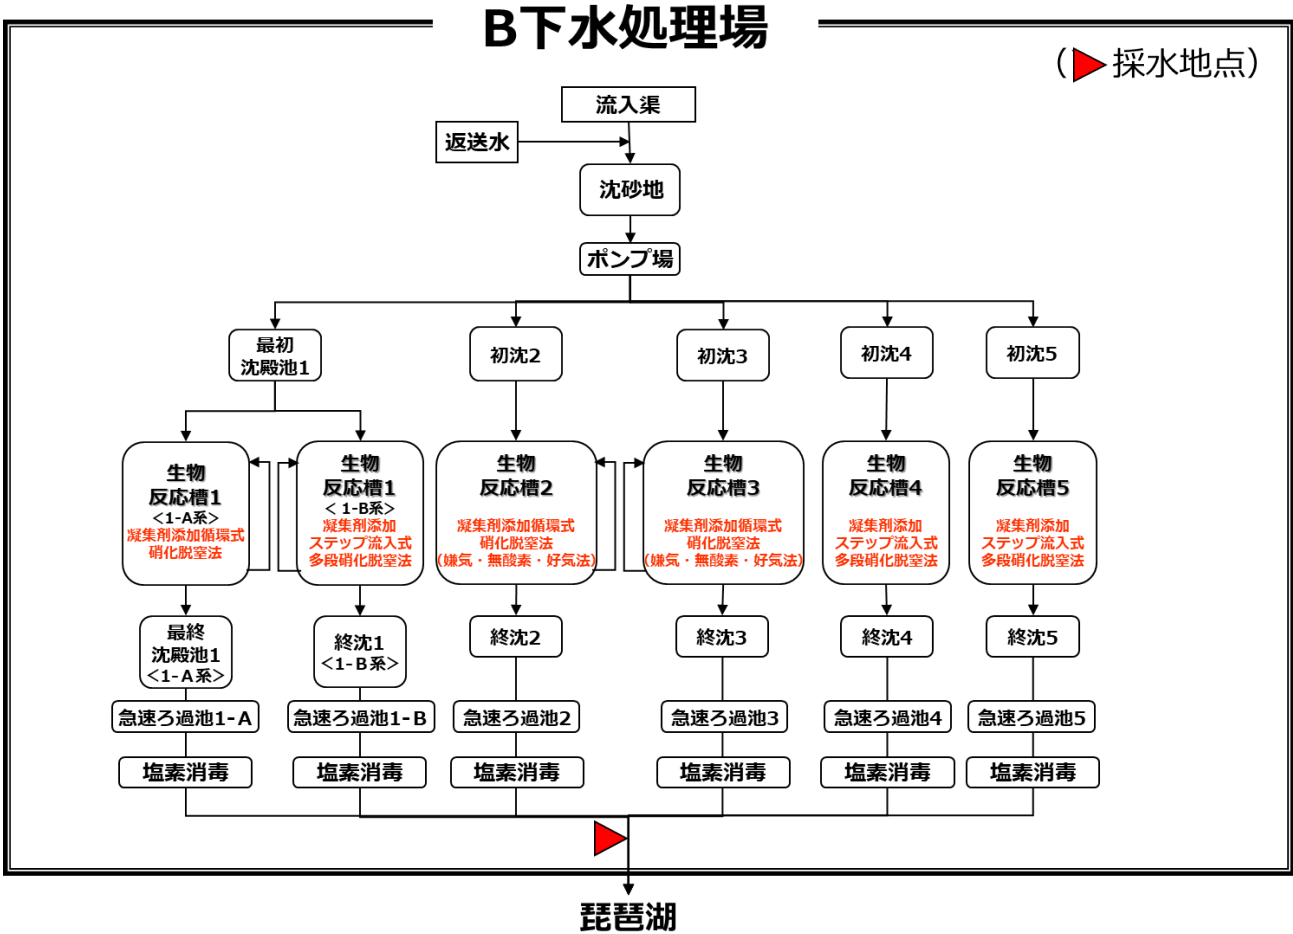 B下水処理場
（▶採水地点）
流入渠
返送水
沈砂地
ポンプ場
最初
沈殿池1
初沈2
初沈3
初沈4
初沈5
生物
反応槽1
<1-A系>
凝集剤添加循環式
硝化脱窒法
生物
反応槽1
< 1-B系>
凝集剤添加
ステップ流入式
多段硝化脱窒法
生物
反応槽2
凝集剤添加循環式
硝化脱窒法
(嫌気・無酸素・好気法)
生物
反応槽3
凝集剤添加循環式
硝化脱窒法
(嫌気・無酸素・好気法)
生物
反応槽4
凝集剤添加
ステップ流入式
多段硝化脱窒法
生物
反応槽5
凝集剤添加
ステップ流入式
多段硝化脱窒法
最終
沈殿池1
<1-A系>
終沈1
<1-B系>
終沈2
終沈3
終沈4
終沈5
急速ろ過池1-A
急速ろ過池1-B
急速ろ過池2
急速ろ過池3
急速ろ過池4
急速ろ過池5
塩素消毒
塩素消毒
塩素消毒
塩素消毒
塩素消毒
塩素消毒
琵琶湖